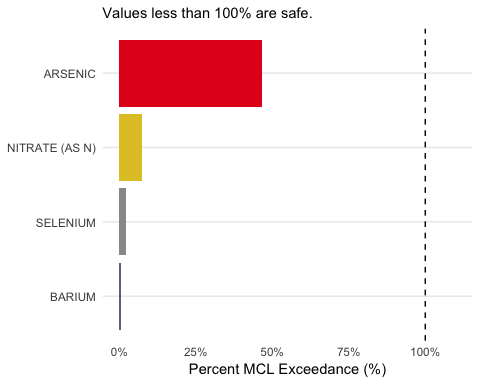 Values less than 100% are safe.
ARSENIC
NITRATE (AS N)
SELENIUM
BARIUM
0% 25% 50% 75% 100%
Percent MCL Exceedance (%)